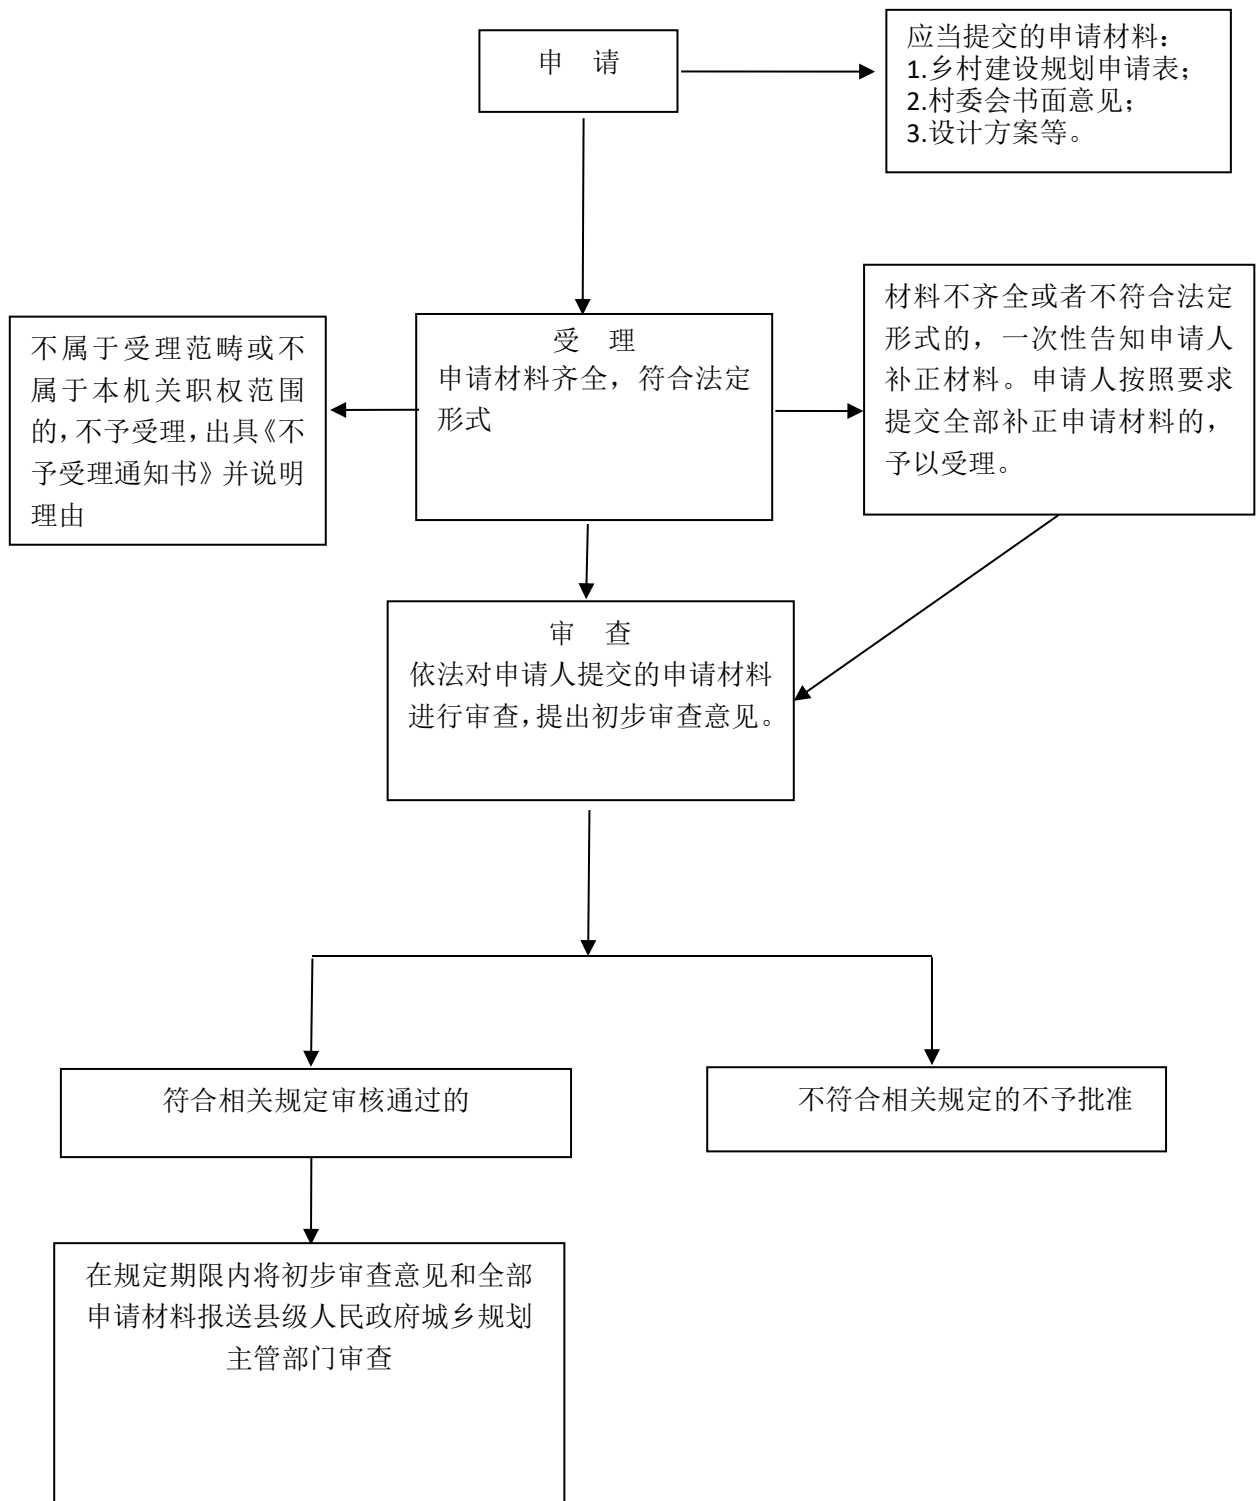 申 请
应当提交的申请材料：
1.乡村建设规划申请表；
2.村委会书面意见；
3.设计方案等。
不属于受理范畴或不
属于本机关职权范围
的，不予受理，出具《不
予受理通知书》并说明
理由
受 理
申请材料齐全，符合法定
形式
材料不齐全或者不符合法定
形式的，一次性告知申请人
补正材料。申请人按照要求
提交全部补正申请材料的，
予以受理。
审 查
依法对申请人提交的申请材料
进行审查，提出初步审查意见。
符合相关规定审核通过的
不符合相关规定的不予批准
在规定期限内将初步审查意见和全部
申请材料报送县级人民政府城乡规划
主管部门审查